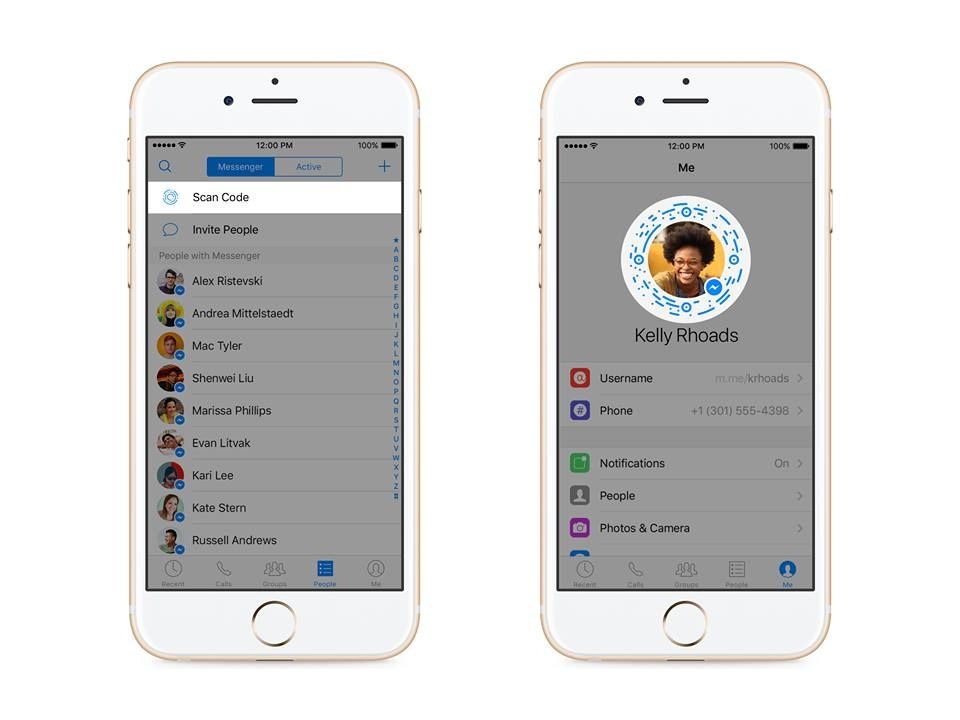 12:00 PM
100%
Messenger
Active
Scan Code
Invite People
People with Messenger
Alex Ristevski
Andrea Mittelstaedt
Mac Tyler
Shenwei Liu
Marissa Phillips
Evan Litvak
Kari Lee
Kate Stern
Russell Andrews
A
B
C
D
E
F
G
H
I
J
K
L
M
N
O
P
Q
R
S
T
U
V
W
X
Y
Z
#
Recent
Calls
Groups
People
Me
12:00 PM
100%
Me
Kelly Rhoads
@ Username m.me/krhoads
# Phone +1 (301) 555-4398
Notifications On
People
Photos & Camera
Recent
Calls
Groups
People
Me